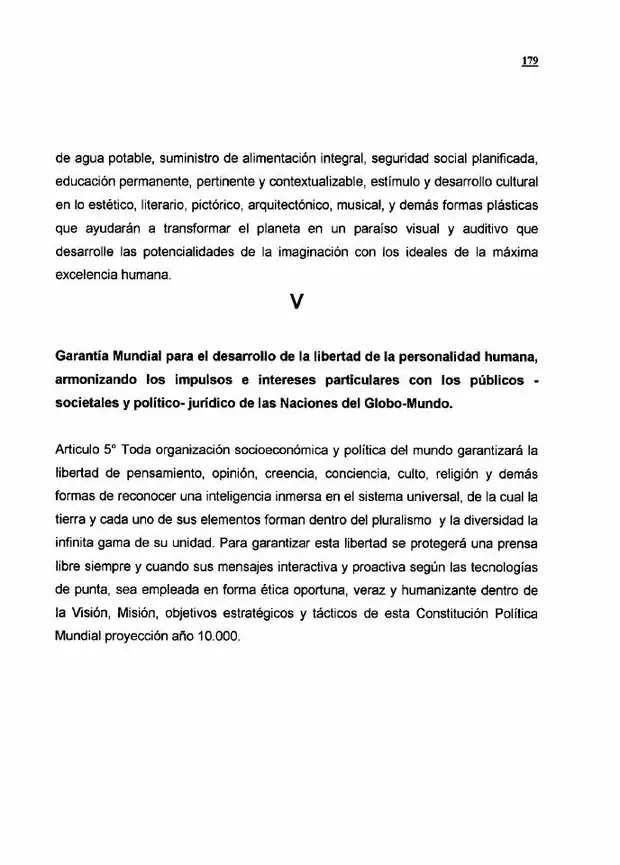 179
de agua potable, suministro de alimentación integral, seguridad social planificada,
educación permanente, pertinente y contextualizable, estímulo y desarrollo cultural
en lo estético, literario, pictórico, arquitectónico, musical, y demás formas plásticas
que ayudarán a transformar el planeta en un paraíso visual y auditivo que
desarrolle las potencialidades de la imaginación con los ideales de la máxima
excelencia humana.
V
Garantía Mundial para el desarrollo de la libertad de la personalidad humana,
armonizando los impulsos e intereses particulares con los públicos -
societales y político- jurídico de las Naciones del Globo-Mundo.
Articulo 5° Toda organización socioeconómica y política del mundo garantizará la
libertad de pensamiento, opinión, creencia, conciencia, culto, religión y demás
formas de reconocer una inteligencia inmersa en el sistema universal, de la cual la
tierra y cada uno de sus elementos forman dentro del pluralismo y la diversidad la
infinita gama de su unidad. Para garantizar esta libertad se protegerá una prensa
libre siempre y cuando sus mensajes interactiva y proactiva según las tecnologías
de punta, sea empleada en forma ética oportuna, veraz y humanizante dentro de
la Visión, Misión, objetivos estratégicos y tácticos de esta Constitución Política
Mundial proyección año 10.000.